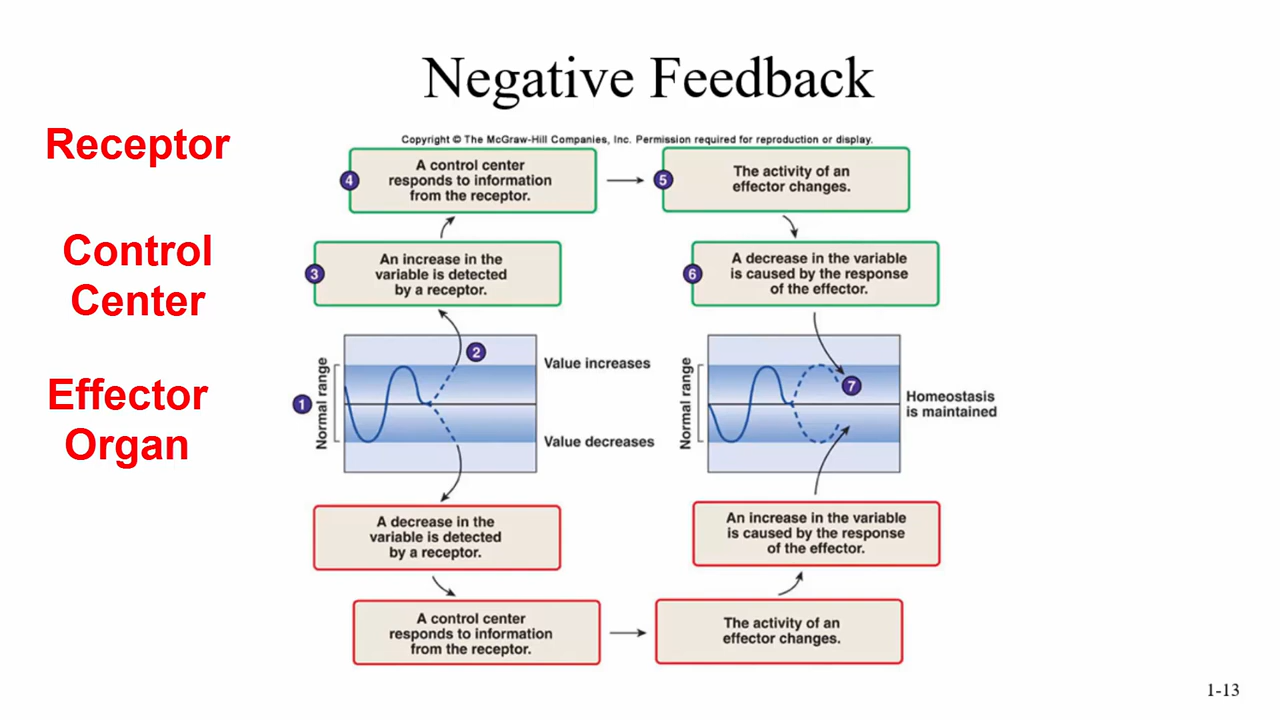 Negative Feedback
Receptor
Control
Center
Effector
Organ
Copyright © The McGraw-Hill Companies, Inc. Permission required for reproduction or display.
4
A control center
responds to information
from the receptor.
5
The activity of an
effector changes.
3
An increase in the
variable is detected
by a receptor.
6
A decrease in the variable
is caused by the response
of the effector.
2
Value increases
1
Normal range
Value decreases
Normal range
7
Homeostasis
is maintained
A decrease in the
variable is detected
by a receptor.
An increase in the variable
is caused by the response
of the effector.
A control center
responds to information
from the receptor.
The activity of an
effector changes.
1-13